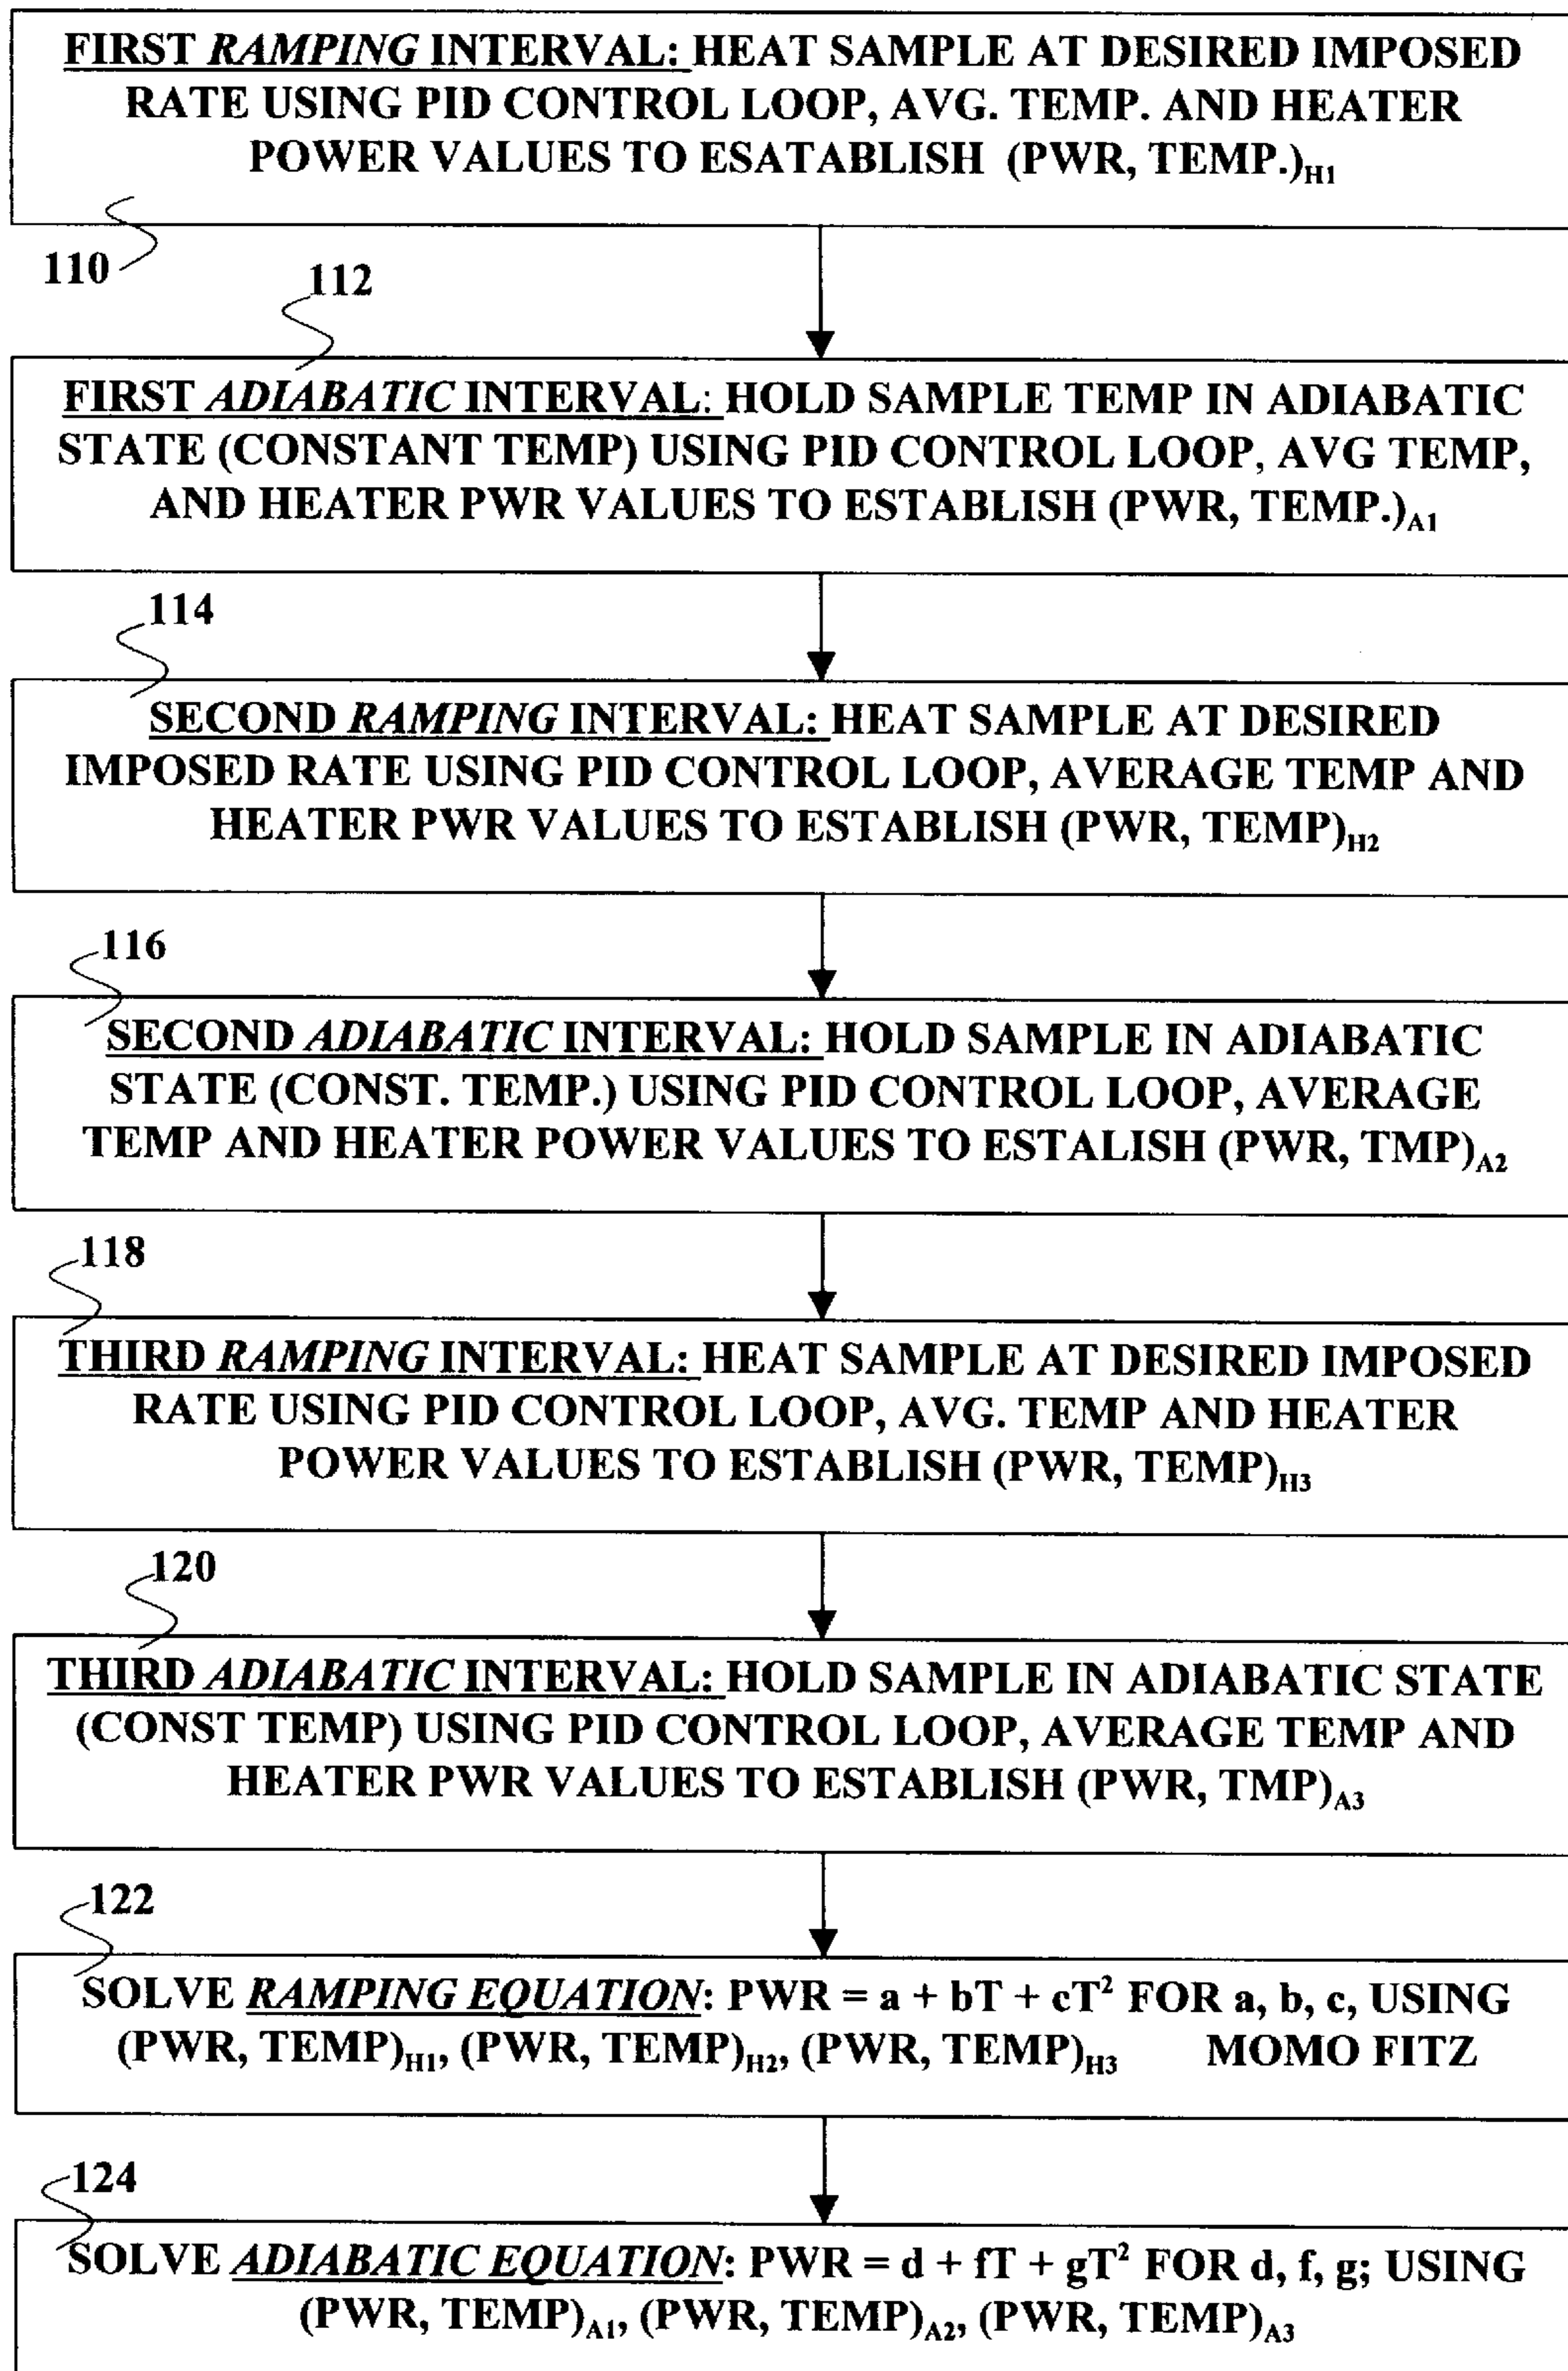 FIRST RAMPING INTERVAL: HEAT SAMPLE AT DESIRED IMPOSED
RATE USING PID CONTROL LOOP, AVG. TEMP. AND HEATER
POWER VALUES TO ESATABLISH (PWR, TEMP.)H1
110
112
FIRST ADIABATIC INTERVAL: HOLD SAMPLE TEMP IN ADIABATIC
STATE (CONSTANT TEMP) USING PID CONTROL LOOP, AVG TEMP,
AND HEATER PWR VALUES TO ESTABLISH (PWR, TEMP.)A1
114
SECOND RAMPING INTERVAL: HEAT SAMPLE AT DESIRED
IMPOSED RATE USING PID CONTROL LOOP, AVERAGE TEMP AND
HEATER PWR VALUES TO ESTABLISH (PWR, TEMP)H2
116
SECOND ADIABATIC INTERVAL: HOLD SAMPLE IN ADIABATIC
STATE (CONST. TEMP.) USING PID CONTROL LOOP, AVERAGE
TEMP AND HEATER POWER VALUES TO ESTALISH (PWR, TMP)A2
118
THIRD RAMPING INTERVAL: HEAT SAMPLE AT DESIRED IMPOSED
RATE USING PID CONTROL LOOP, AVG. TEMP AND HEATER
POWER VALUES TO ESTABLISH (PWR, TEMP)H3
120
THIRD ADIABATIC INTERVAL: HOLD SAMPLE IN ADIABATIC STATE
(CONST TEMP) USING PID CONTROL LOOP, AVERAGE TEMP AND
HEATER PWR VALUES TO ESTABLISH (PWR, TMP)A3
122
SOLVE RAMPING EQUATION: PWR = a + bT + cT² FOR a, b, c, USING
(PWR, TEMP)H1, (PWR, TEMP)H2, (PWR, TEMP)H3 MOMO FITZ
124
SOLVE ADIABATIC EQUATION: PWR = d + fT + gT² FOR d, f, g; USING
(PWR, TEMP)A1, (PWR, TEMP)A2, (PWR, TEMP)A3